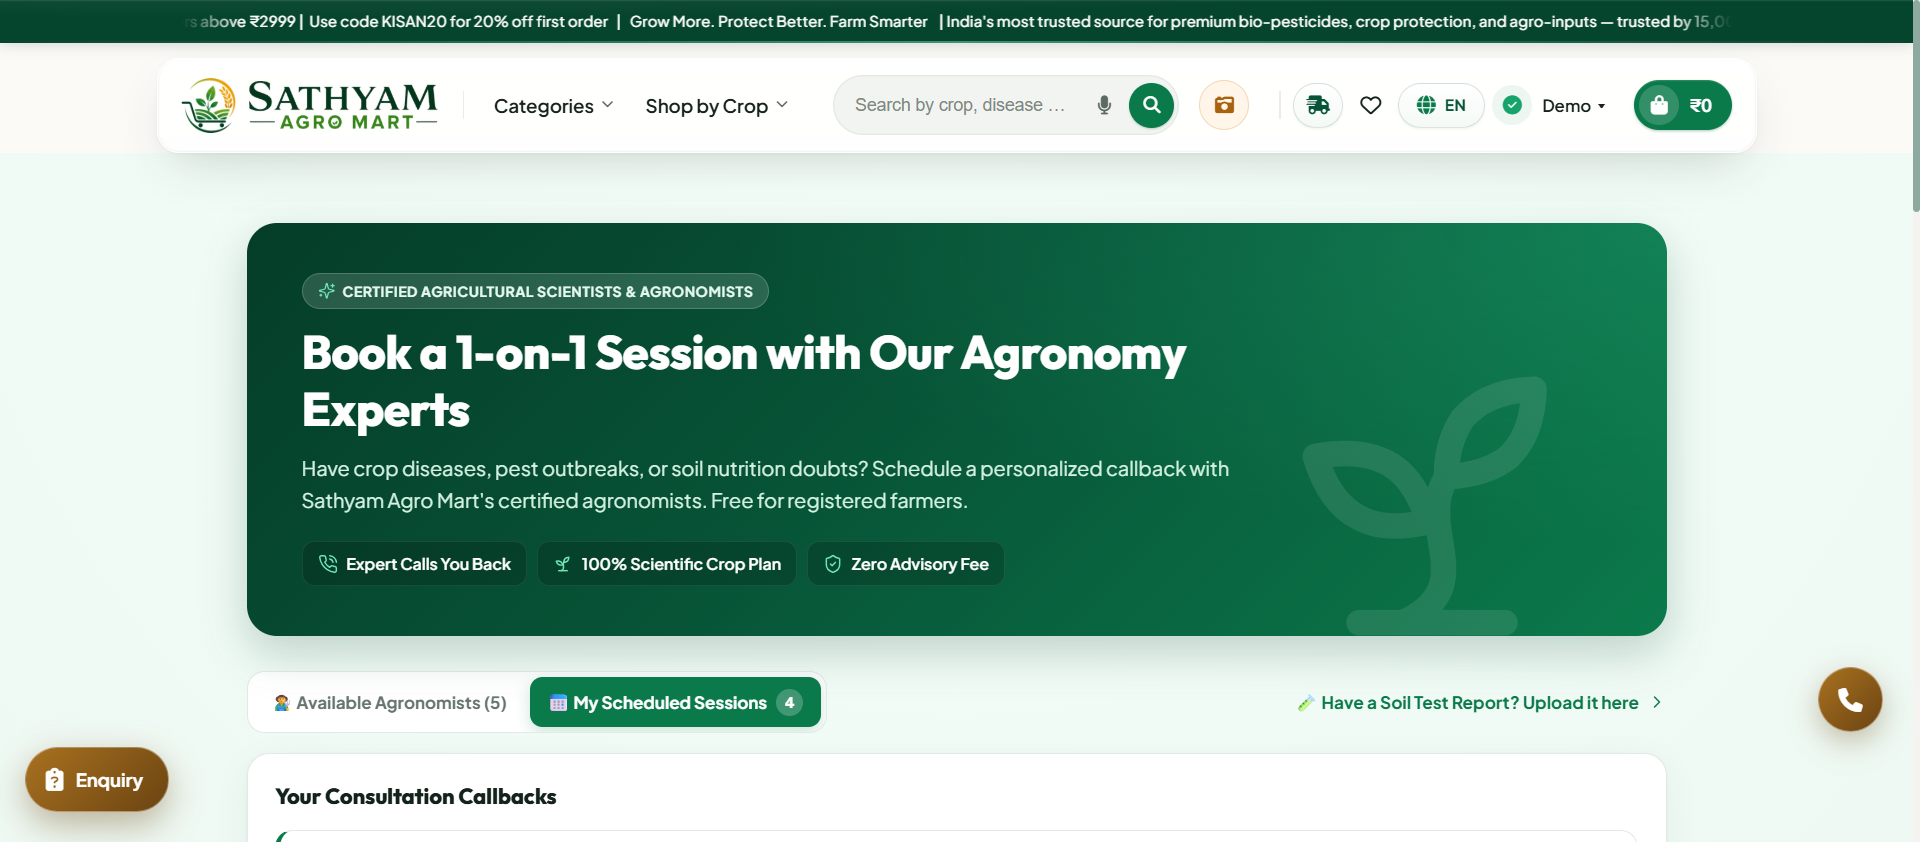 above ₹2999 | Use code KISAN20 for 20% off first order | Grow More. Protect Better. Farm Smarter | India's most trusted source for premium bio-pesticides, crop protection, and agro-inputs — trusted by
SATHYAM
AGRO MART
Categories
Shop by Crop
Search by crop, disease ...
EN
Demo
₹0
CERTIFIED AGRICULTURAL SCIENTISTS & AGRONOMISTS
Book a 1-on-1 Session with Our Agronomy
Experts
Have crop diseases, pest outbreaks, or soil nutrition doubts? Schedule a personalized callback with
Sathyam Agro Mart's certified agronomists. Free for registered farmers.
Expert Calls You Back
100% Scientific Crop Plan
Zero Advisory Fee
Available Agronomists (5)
My Scheduled Sessions 4
Have a Soil Test Report? Upload it here
Enquiry
Your Consultation Callbacks